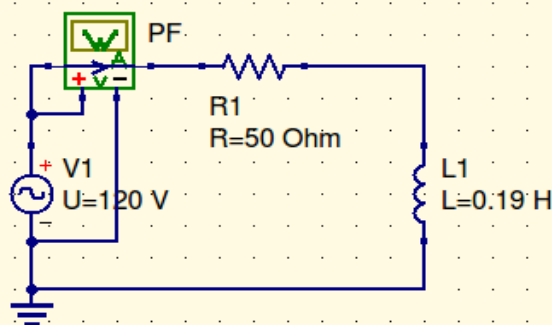 PF
W
A
+ V −
R1
R=50 Ohm
+
V1
U=120 V
−
L1
L=0.19 H